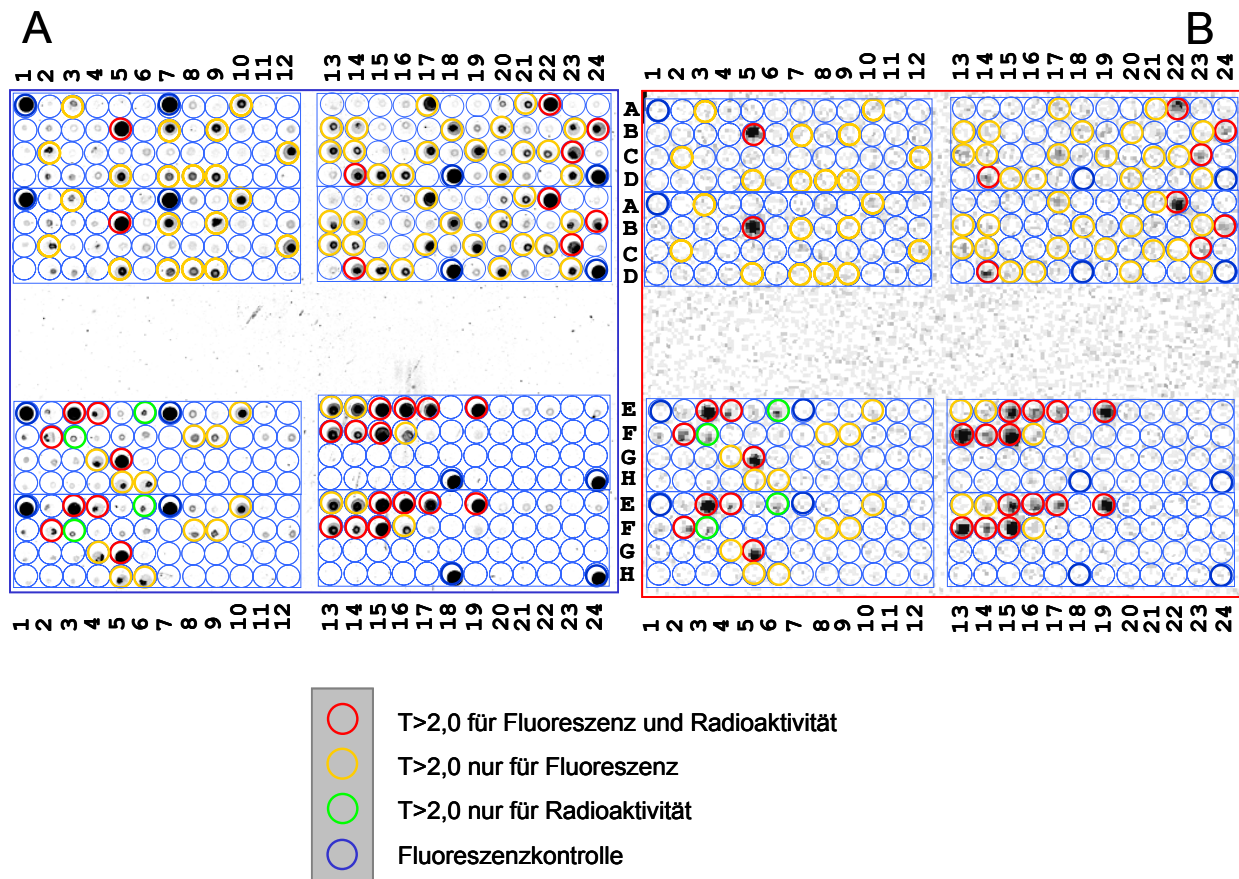 A
B
1 2 3 4 5 6 7 8 9 10 11 12 13 14 15 16 17 18 19 20 21 22 23 24
1 2 3 4 5 6 7 8 9 10 11 12 13 14 15 16 17 18 19 20 21 22 23 24
A
B
C
D
A
B
C
D
E
F
G
H
E
F
G
H
1 2 3 4 5 6 7 8 9 10 11 12 13 14 15 16 17 18 19 20 21 22 23 24
1 2 3 4 5 6 7 8 9 10 11 12 13 14 15 16 17 18 19 20 21 22 23 24
T>2,0 für Fluoreszenz und Radioaktivität
T>2,0 nur für Fluoreszenz
T>2,0 nur für Radioaktivität
Fluoreszenzkontrolle